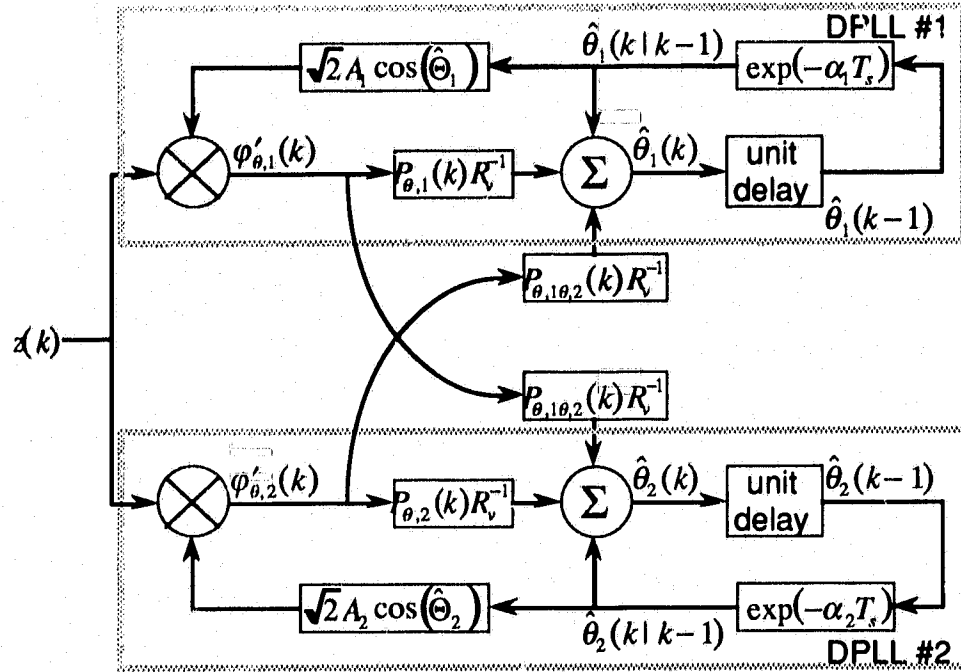 DPLL #1
√2 A₁ cos(Θ̂₁)
θ̂₁(k | k−1)
exp(−α₁Tₛ)
φ′θ,₁(k)
Pθ,₁(k) Rᵥ⁻¹
Σ
θ̂₁(k)
unit
delay
θ̂₁(k−1)
Pθ,₁θ,₂(k) Rᵥ⁻¹
z(k)
Pθ,₁θ,₂(k) Rᵥ⁻¹
φ′θ,₂(k)
Pθ,₂(k) Rᵥ⁻¹
Σ
θ̂₂(k)
unit
delay
θ̂₂(k−1)
√2 A₂ cos(Θ̂₂)
θ̂₂(k | k−1)
exp(−α₂Tₛ)
DPLL #2